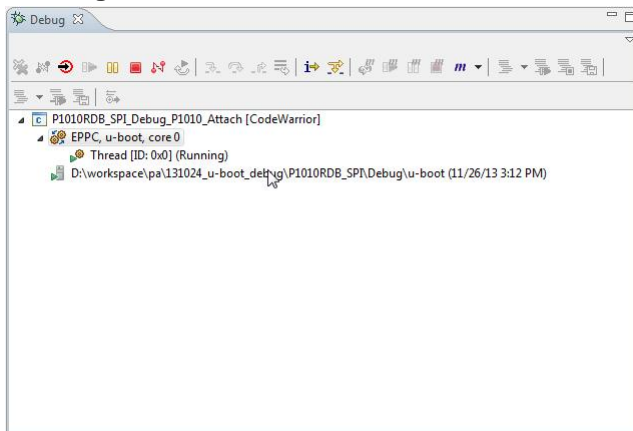 Debug
i
m
c P1010RDB_SPI_Debug_P1010_Attach [CodeWarrior]
EPPC, u-boot, core 0
Thread [ID: 0x0] (Running)
D:\workspace\pa\131024_u-boot_debug\P1010RDB_SPI\Debug\u-boot (11/26/13 3:12 PM)